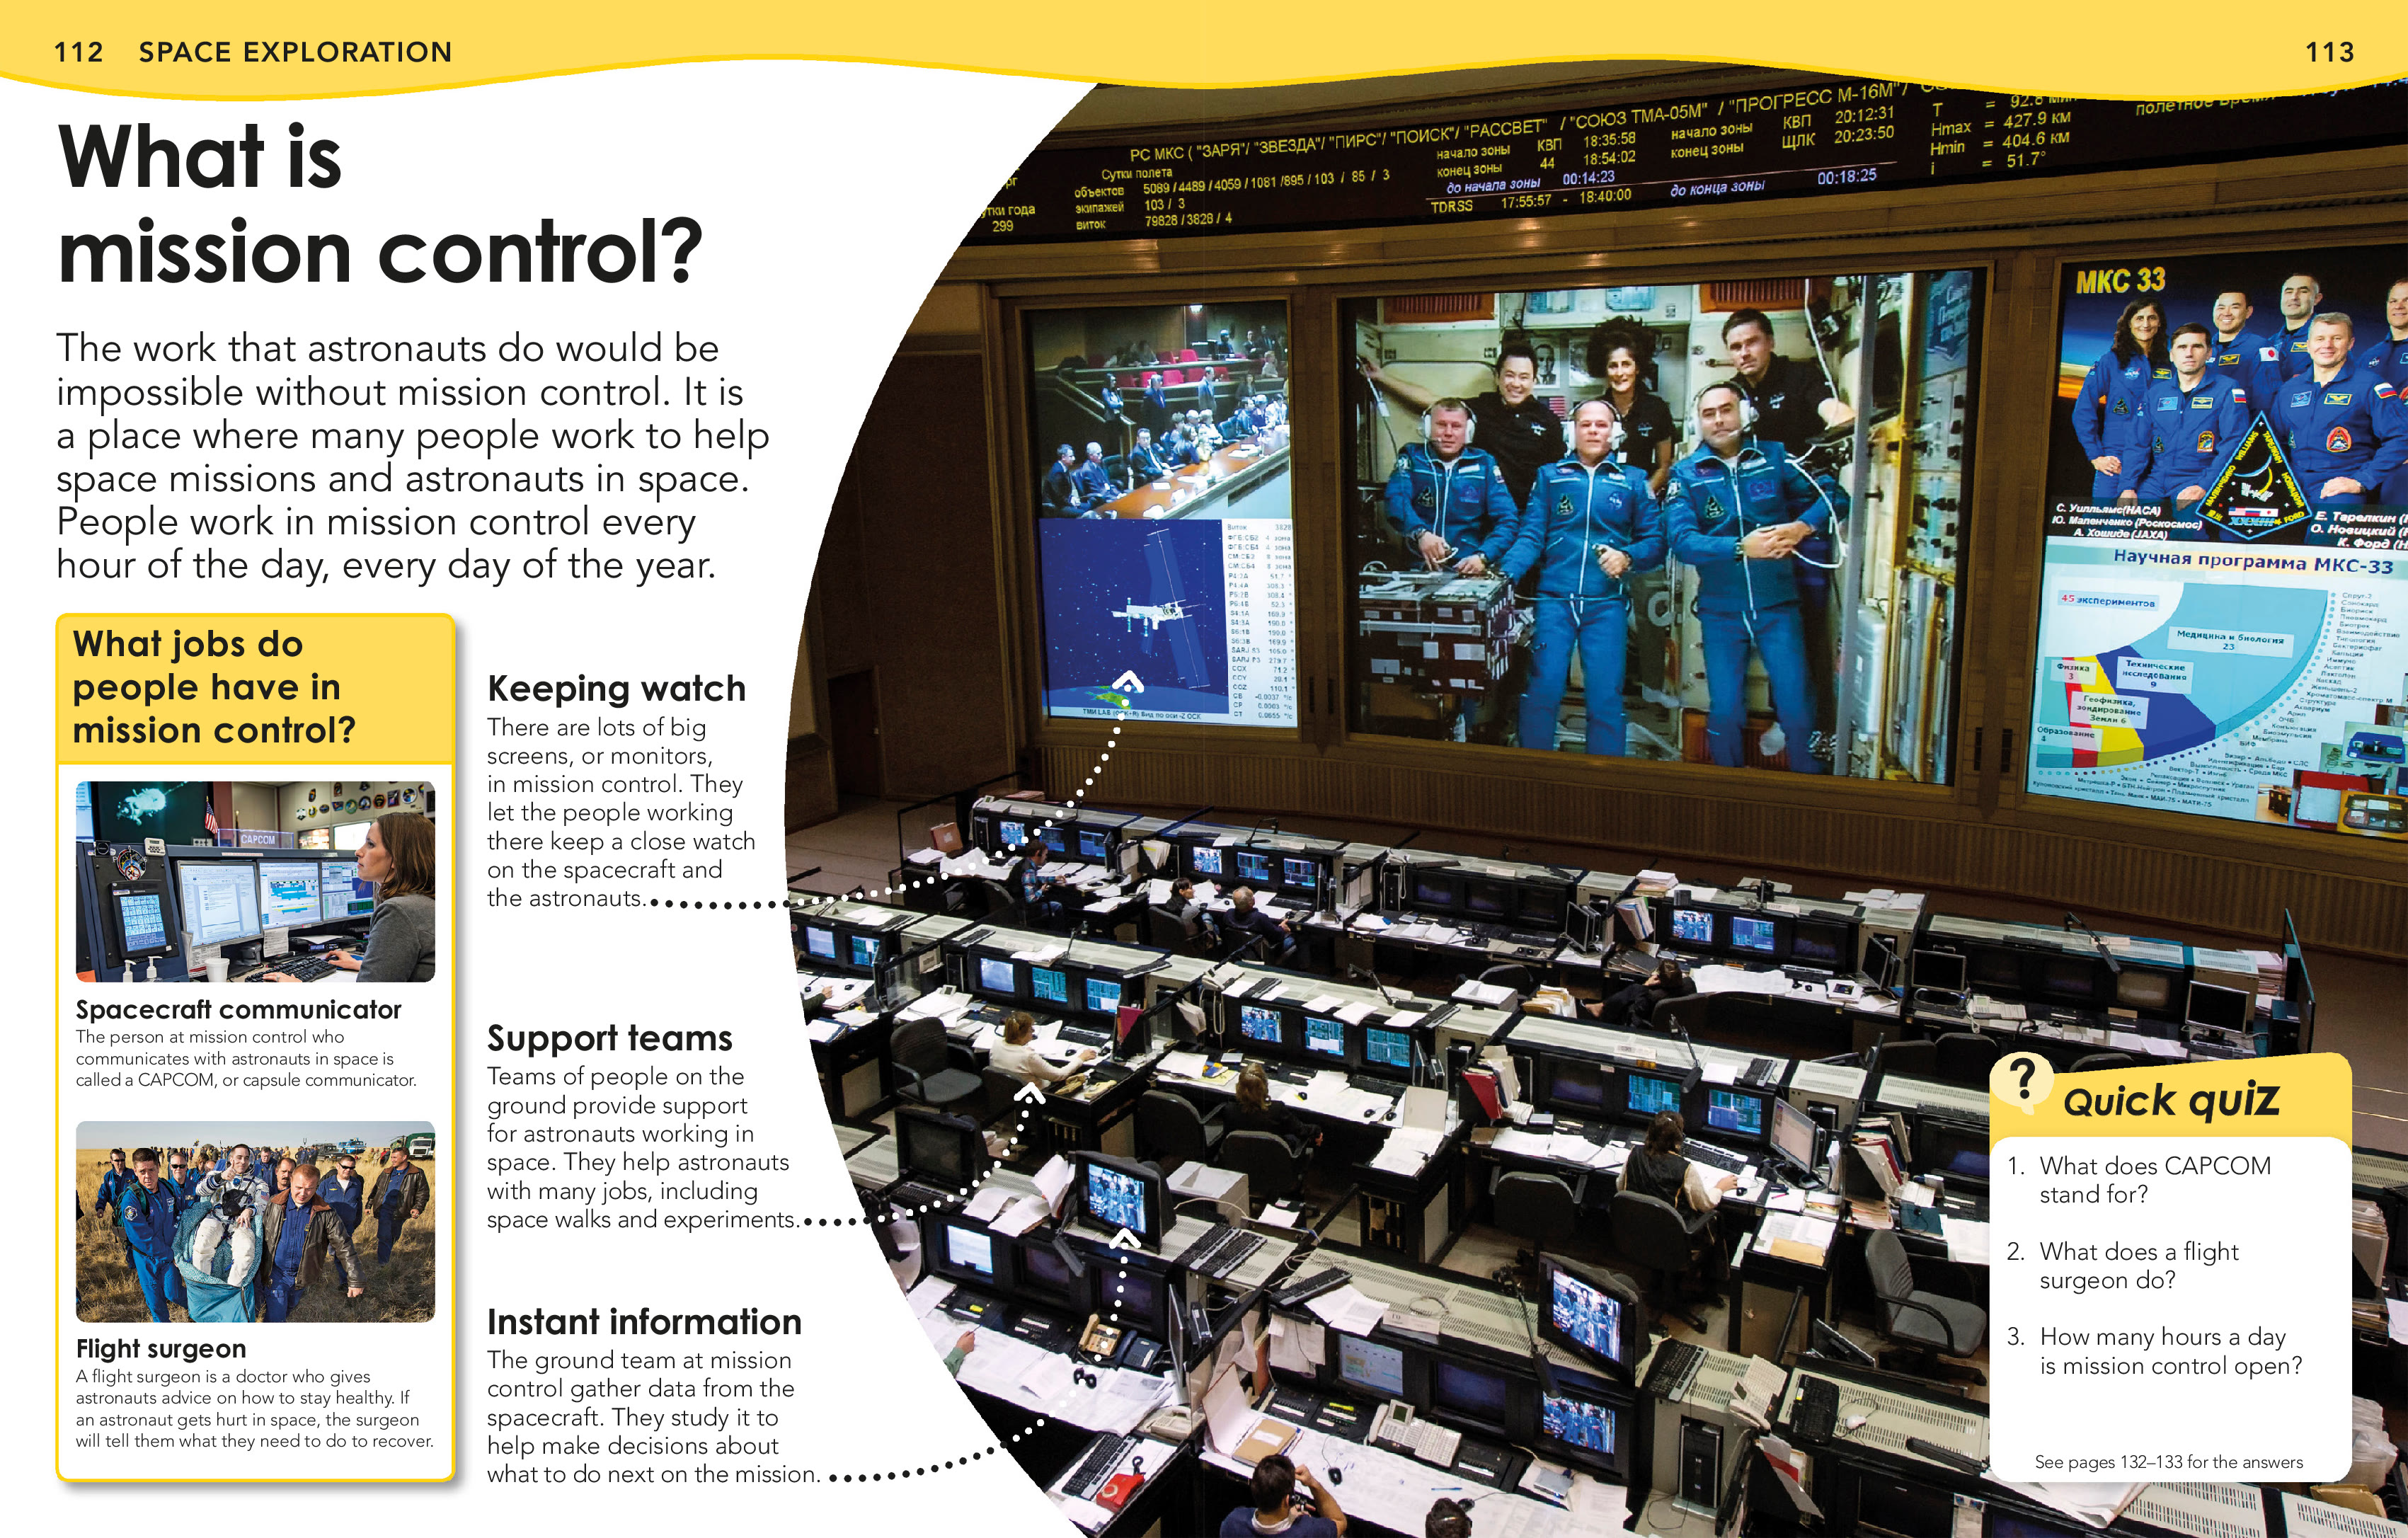 112 SPACE EXPLORATION
113
What is
mission control?
The work that astronauts do would be
impossible without mission control. It is
a place where many people work to help
space missions and astronauts in space.
People work in mission control every
hour of the day, every day of the year.
What jobs do
people have in
mission control?
CAPCOM
Spacecraft communicator
The person at mission control who
communicates with astronauts in space is
called a CAPCOM, or capsule communicator.
Flight surgeon
A flight surgeon is a doctor who gives
astronauts advice on how to stay healthy. If
an astronaut gets hurt in space, the surgeon
will tell them what they need to do to recover.
Keeping watch
There are lots of big
screens, or monitors,
in mission control. They
let the people working
there keep a close watch
on the spacecraft and
the astronauts.
Support teams
Teams of people on the
ground provide support
for astronauts working in
space. They help astronauts
with many jobs, including
space walks and experiments.
Instant information
The ground team at mission
control gather data from the
spacecraft. They study it to
help make decisions about
what to do next on the mission.
РС МКС ( "ЗАРЯ"/ "ЗВЕЗДА"/ "ПИРС"/ "ПОИСК"/ "РАССВЕТ" / "СОЮЗ ТМА-05М" / "ПРОГРЕСС М-16М"/
Сутки полета
объектов 5089 / 4489 / 4059 / 1081 / 895 / 103 / 85 / 3
экипажей 103 / 3
виток 79828 / 3828 / 4
утки года
299
начало зоны КВП 18:35:58
конец зоны 44 18:54:02
до начала зоны 00:14:23
TDRSS 17:55:57 - 18:40:00
начало зоны КВП 20:12:31
конец зоны ЩЛК 20:23:50
до конца зоны 00:18:25
T = 92.8 мин
Hmax = 427.9 км
Hmin = 404.6 км
i = 51.7°
полетное
МКС 33
С. Уилльямс(НАСА)
Ю. Маленченко (Роскосмос)
А. Хошиде (JAXA)
Е. Тарелкин
О. Новицкий
К. Форд
Научная программа МКС-33
45 экспериментов
Медицина и биология
23
Физика
3
Технические
исследования
9
Геофизика,
зондирование
Земли 6
Образование
4
Quick quiz
1. What does CAPCOM
stand for?
2. What does a flight
surgeon do?
3. How many hours a day
is mission control open?
See pages 132–133 for the answers